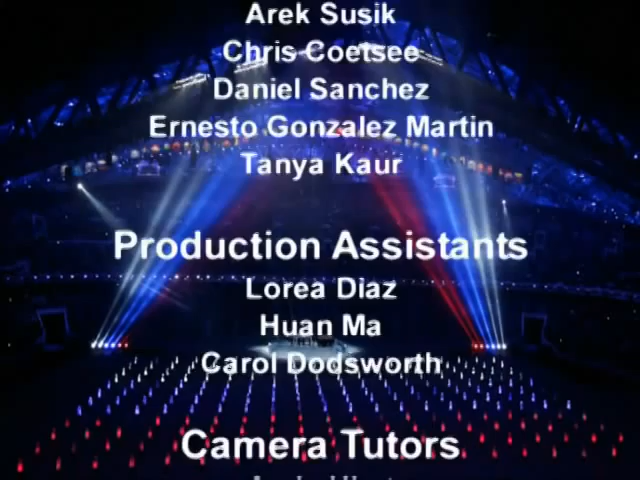 Arek Susik
Chris Coetsee
Daniel Sanchez
Ernesto Gonzalez Martin
Tanya Kaur
Production Assistants
Lorea Diaz
Huan Ma
Carol Dodsworth
Camera Tutors